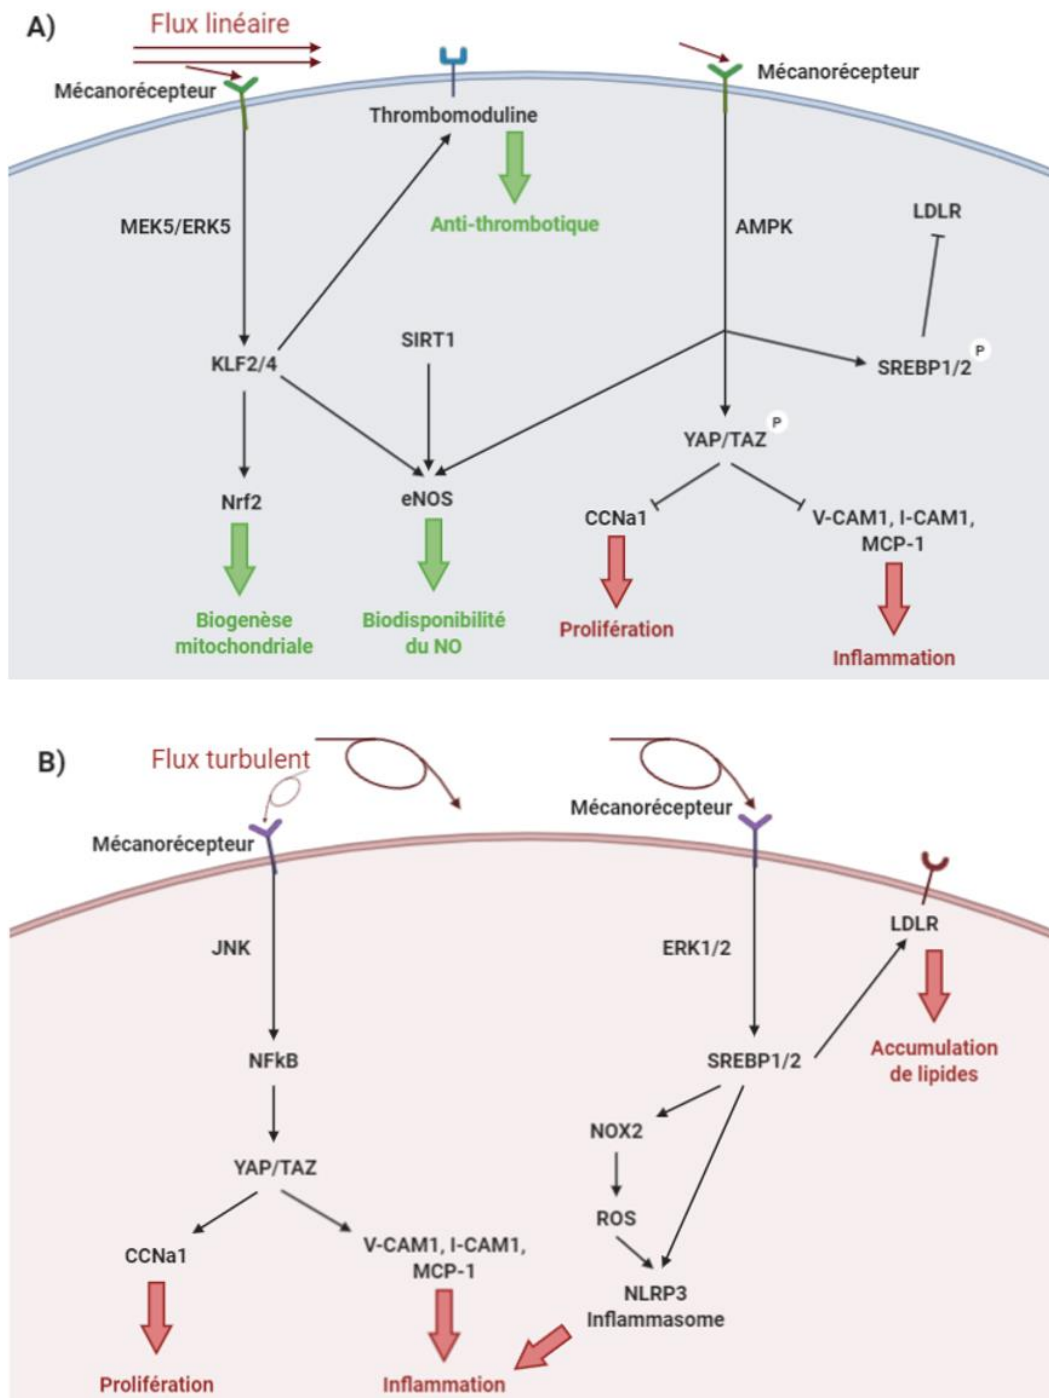 A)
Flux linéaire
Mécanorécepteur
Mécanorécepteur
Thrombomoduline
Anti-thrombotique
MEK5/ERK5
AMPK
LDLR
KLF2/4
SIRT1
SREBP1/2
P
YAP/TAZ
P
Nrf2
eNOS
CCNa1
V-CAM1, I-CAM1,
MCP-1
Biogenèse
mitochondriale
Biodisponibilité
du NO
Prolifération
Inflammation
B)
Flux turbulent
Mécanorécepteur
Mécanorécepteur
JNK
ERK1/2
LDLR
NFkB
SREBP1/2
Accumulation
de lipides
NOX2
YAP/TAZ
ROS
CCNa1
V-CAM1, I-CAM1,
MCP-1
NLRP3
Inflammasome
Prolifération
Inflammation